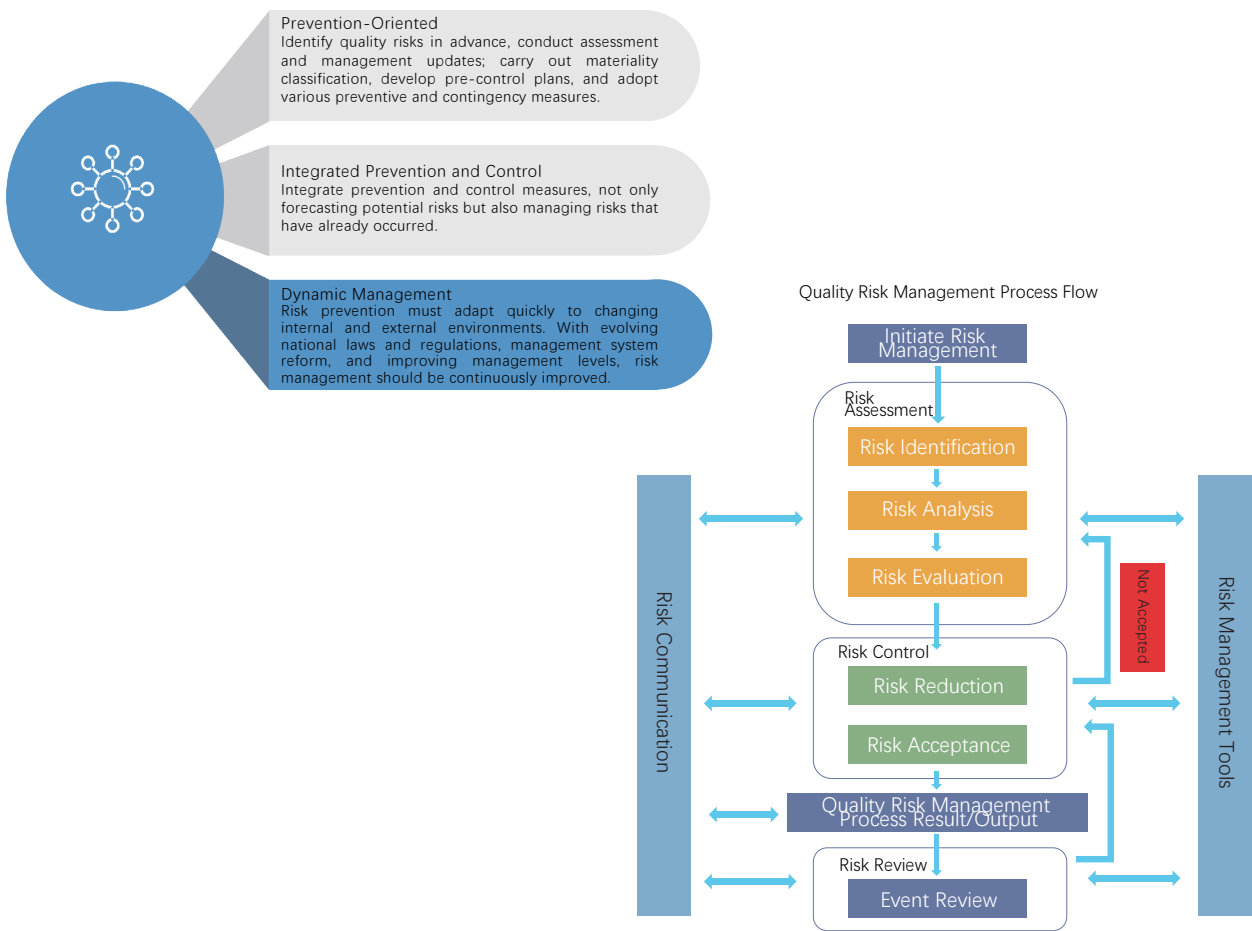 Prevention-Oriented
Identify quality risks in advance, conduct assessment
and management updates; carry out materiality
classification, develop pre-control plans, and adopt
various preventive and contingency measures.
Integrated Prevention and Control
Integrate prevention and control measures, not only
forecasting potential risks but also managing risks that
have already occurred.
Dynamic Management
Risk prevention must adapt quickly to changing
internal and external environments. With evolving
national laws and regulations, management system
reform, and improving management levels, risk
management should be continuously improved.
Quality Risk Management Process Flow
Initiate Risk
Management
Risk
Assessment
Risk Identification
Risk Analysis
Risk Evaluation
Risk Control
Risk Reduction
Risk Acceptance
Quality Risk Management
Process Result/Output
Risk Review
Event Review
Risk Communication
Not Accepted
Risk Management Tools